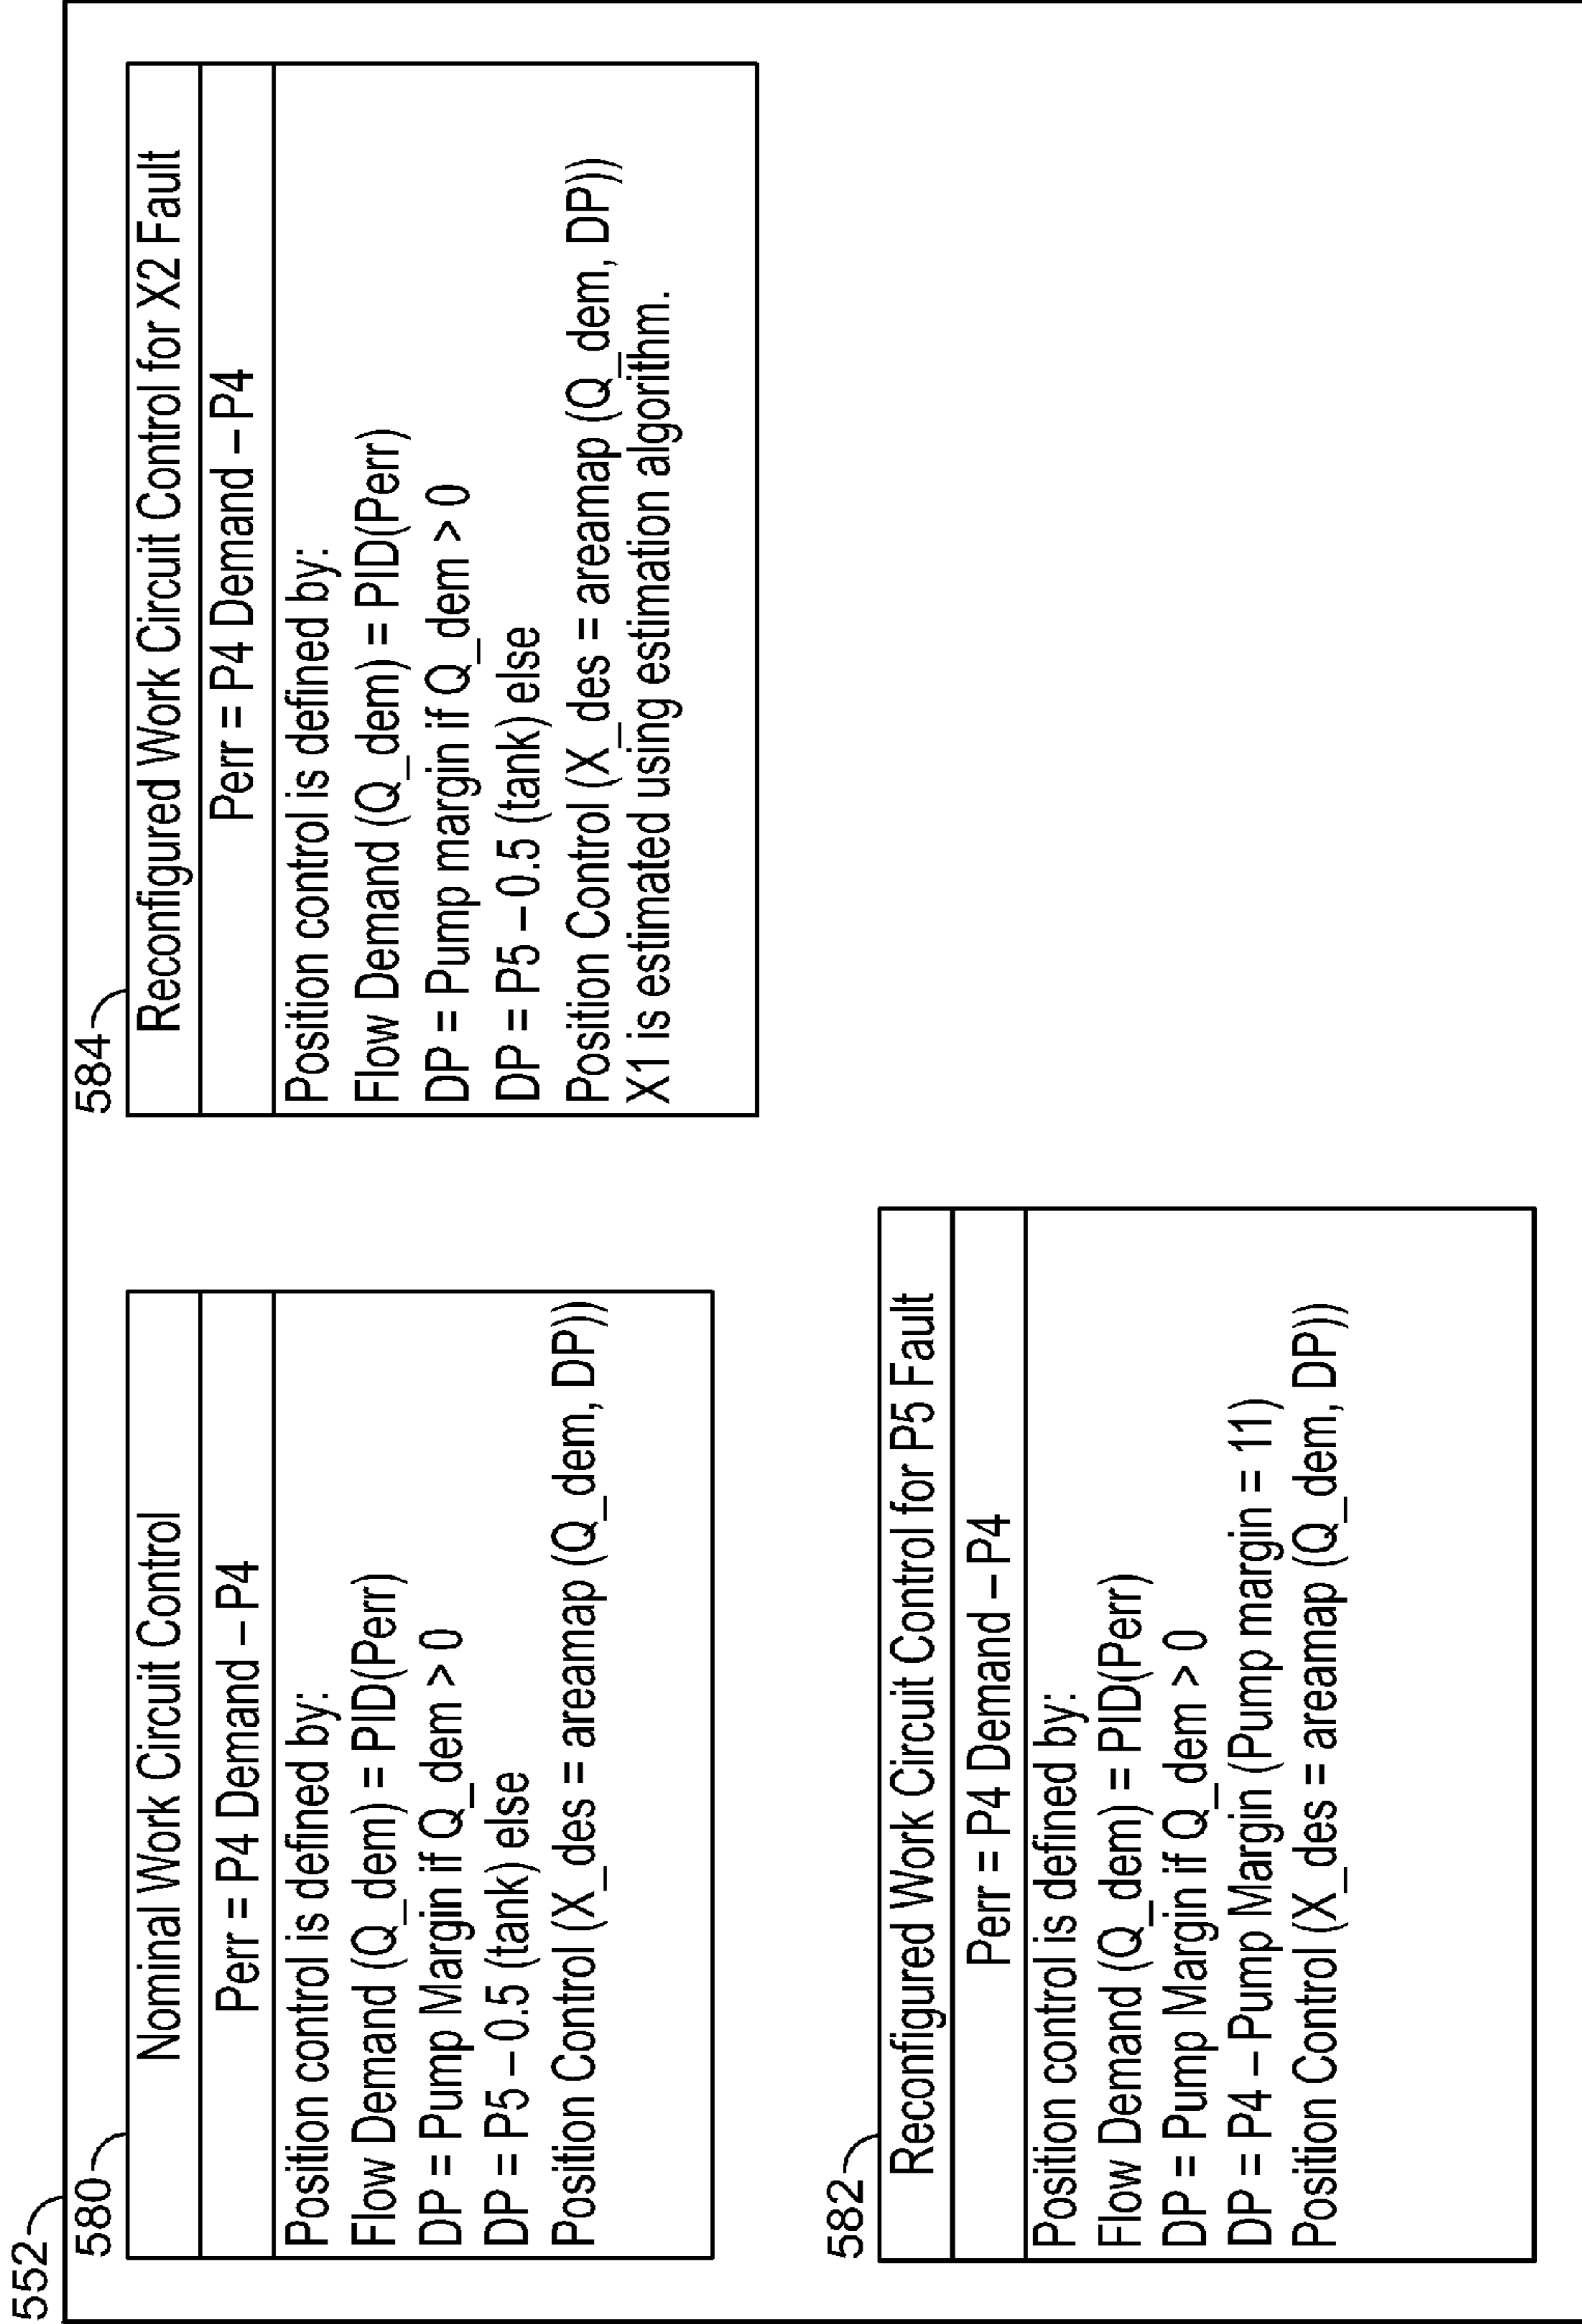 552
580
Nominal Work Circuit Control
Perr = P4 Demand – P4
Position control is defined by:
Flow Demand (Q_dem) = PID(Perr)
DP = Pump Margin if Q_dem > 0
DP = P5 – 0.5 (tank) else
Position Control (X_des = areamap (Q_dem, DP))
584
Reconfigured Work Circuit Control for X2 Fault
Perr = P4 Demand – P4
Position control is defined by:
Flow Demand (Q_dem) = PID(Perr)
DP = Pump margin if Q_dem > 0
DP = P5 – 0.5 (tank) else
Position Control (X_des = areamap (Q_dem, DP))
X1 is estimated using estimation algorithm.
582
Reconfigured Work Circuit Control for P5 Fault
Perr = P4 Demand – P4
Position control is defined by:
Flow Demand (Q_dem) = PID(Perr)
DP = Pump Margin if Q_dem > 0
DP = P4 – Pump Margin (Pump margin = 11)
Position Control (X_des = areamap (Q_dem, DP))